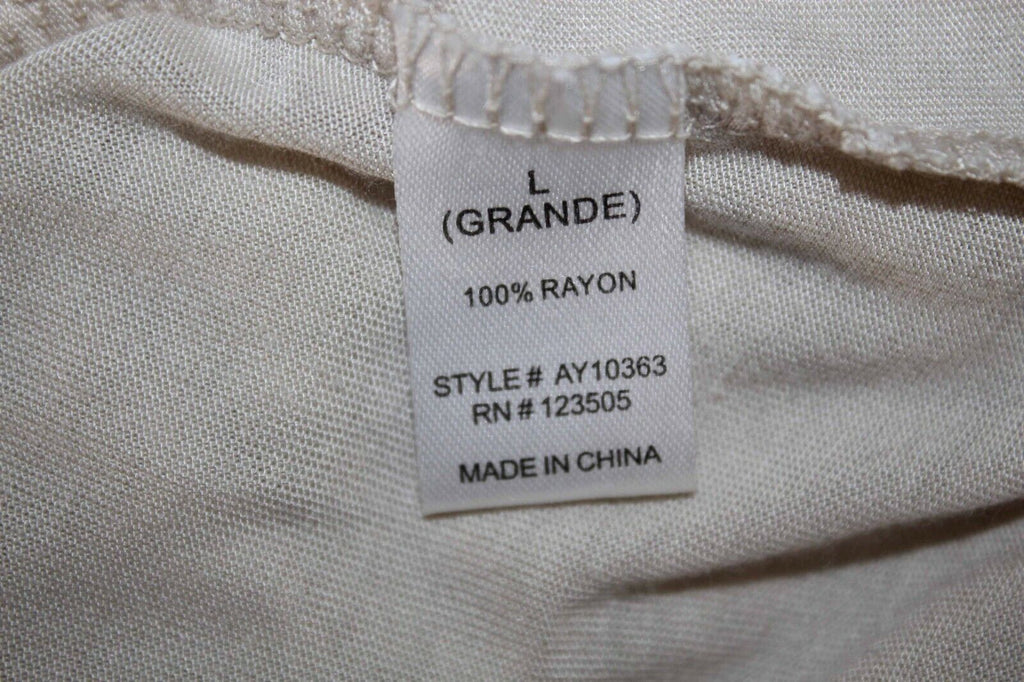 L
(GRANDE)
100% RAYON
STYLE # AY10363
RN # 123505
MADE IN CHINA